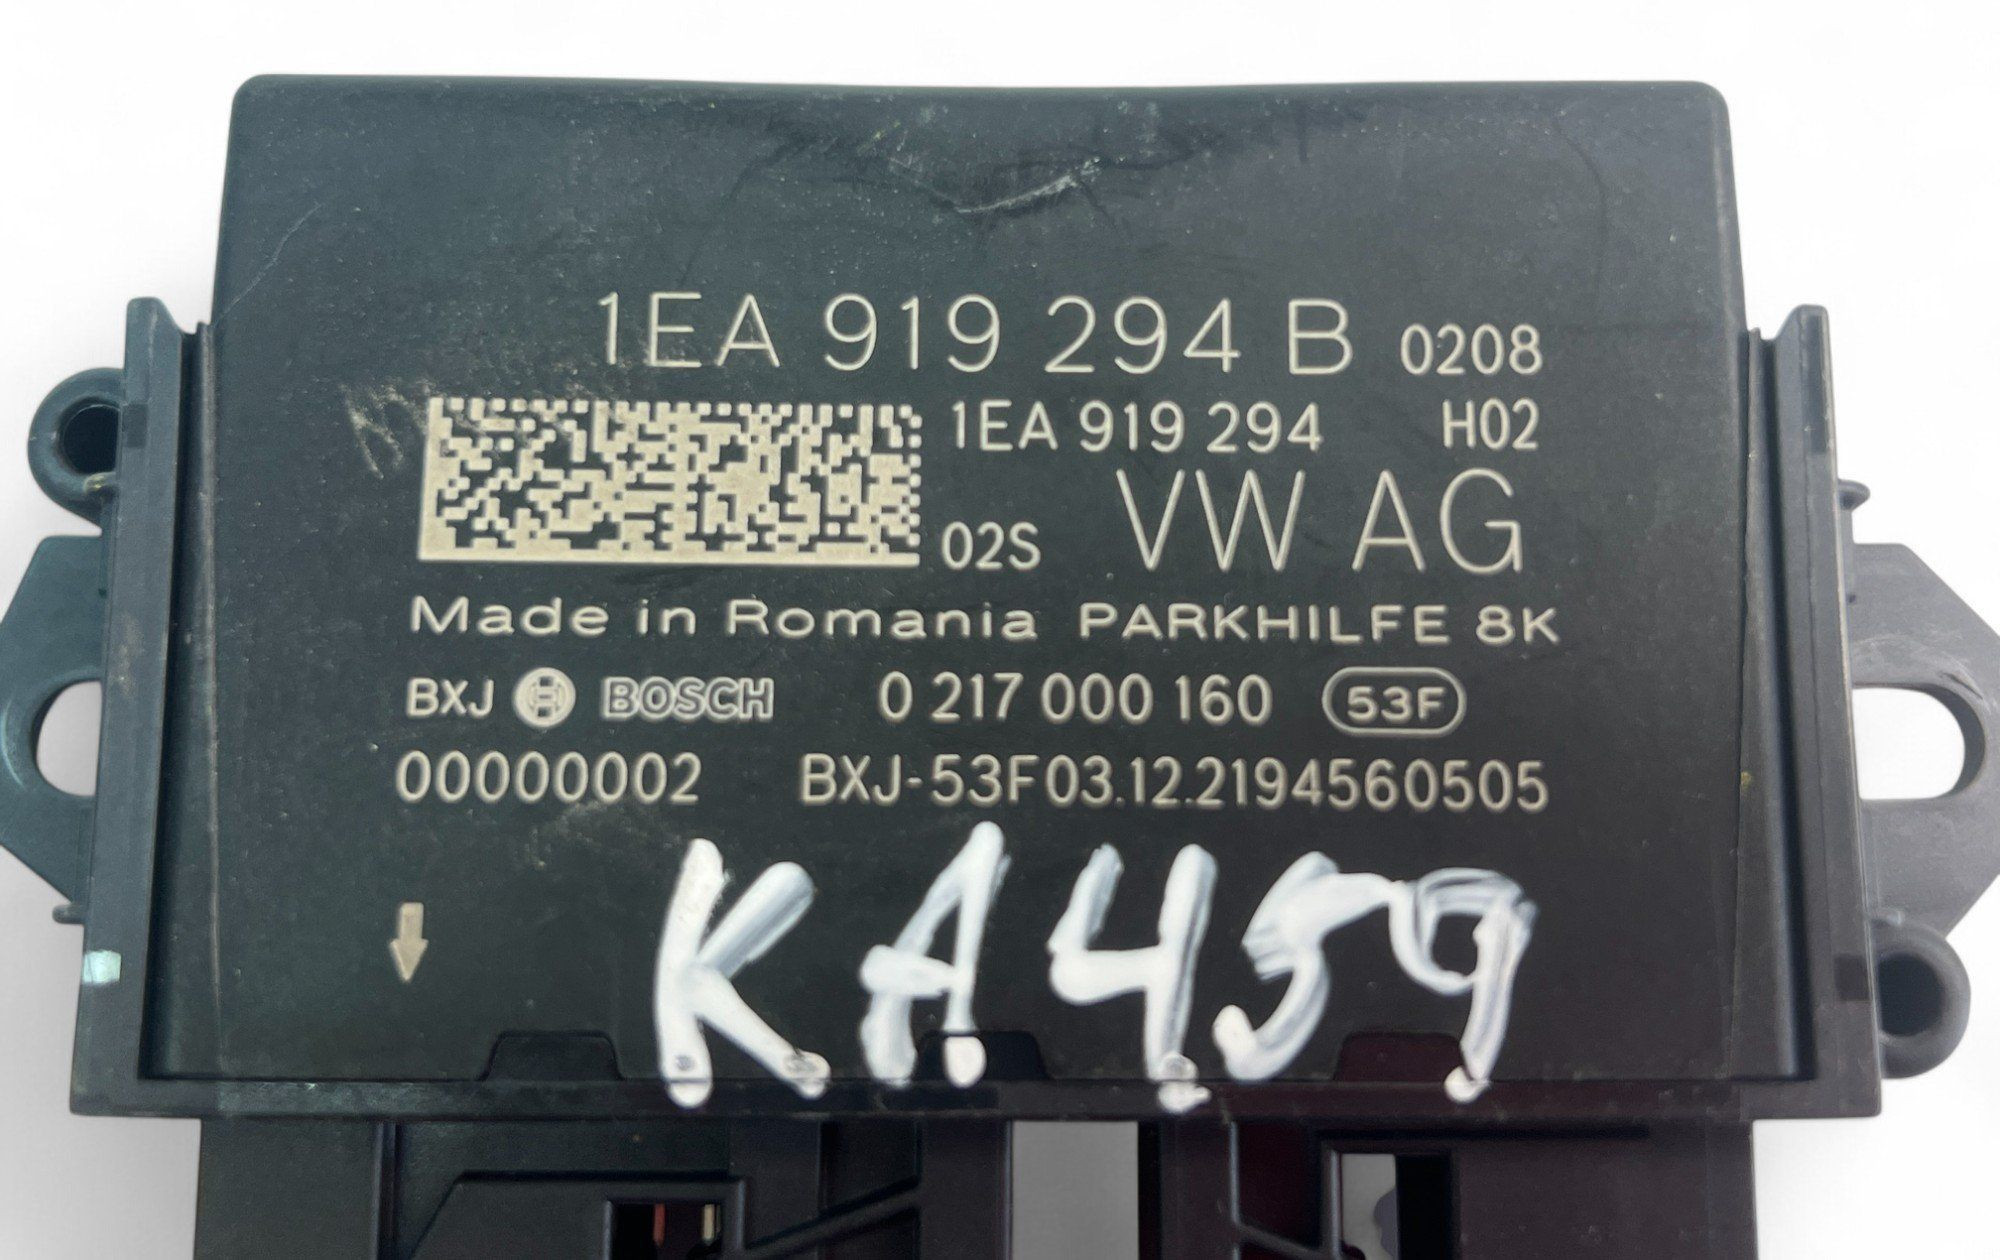 1EA 919 294 B 0208
1EA 919 294 H02
02S VW AG
Made in Romania PARKHILFE 8K
BXJ BOSCH 0 217 000 160 53F
00000002 BXJ-53F03.12.2194560505
KA459